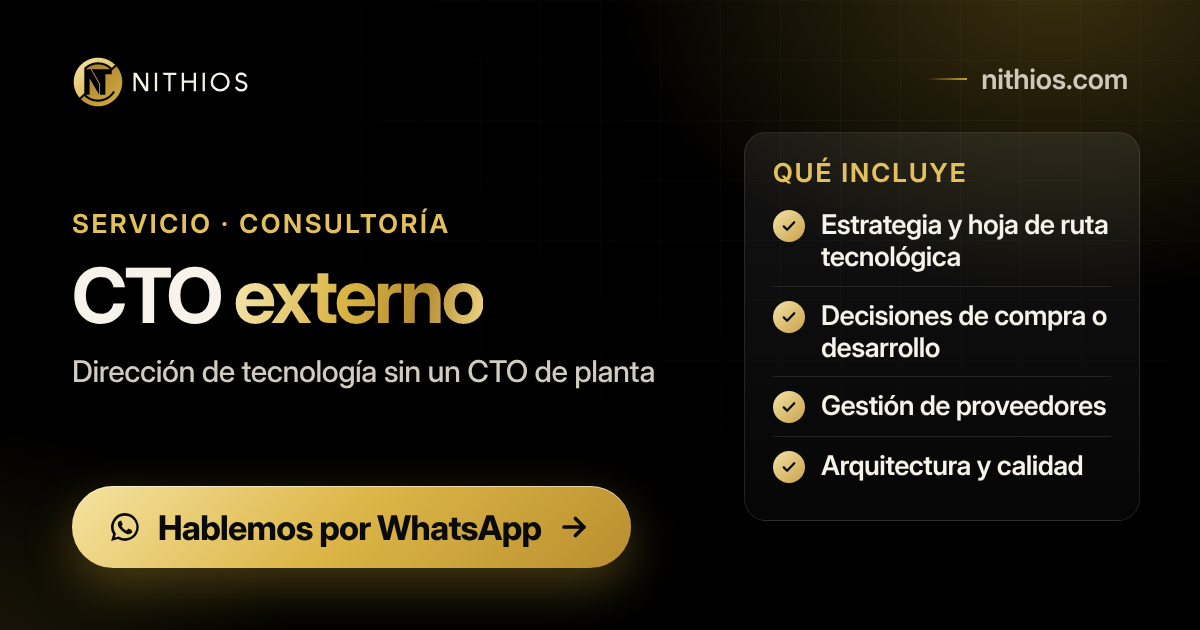 NITHIOS
nithios.com
SERVICIO · CONSULTORÍA
CTO externo
Dirección de tecnología sin un CTO de planta
Hablemos por WhatsApp →
QUÉ INCLUYE
Estrategia y hoja de ruta
tecnológica
Decisiones de compra o
desarrollo
Gestión de proveedores
Arquitectura y calidad